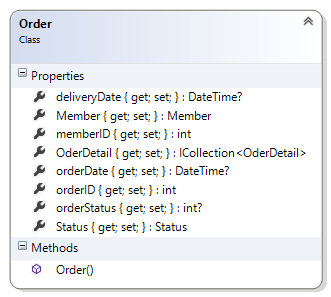 Order
Class
Properties
deliveryDate { get; set; } : DateTime?
Member { get; set; } : Member
memberID { get; set; } : int
OderDetail { get; set; } : ICollection<OderDetail>
orderDate { get; set; } : DateTime?
orderID { get; set; } : int
orderStatus { get; set; } : int?
Status { get; set; } : Status
Methods
Order()